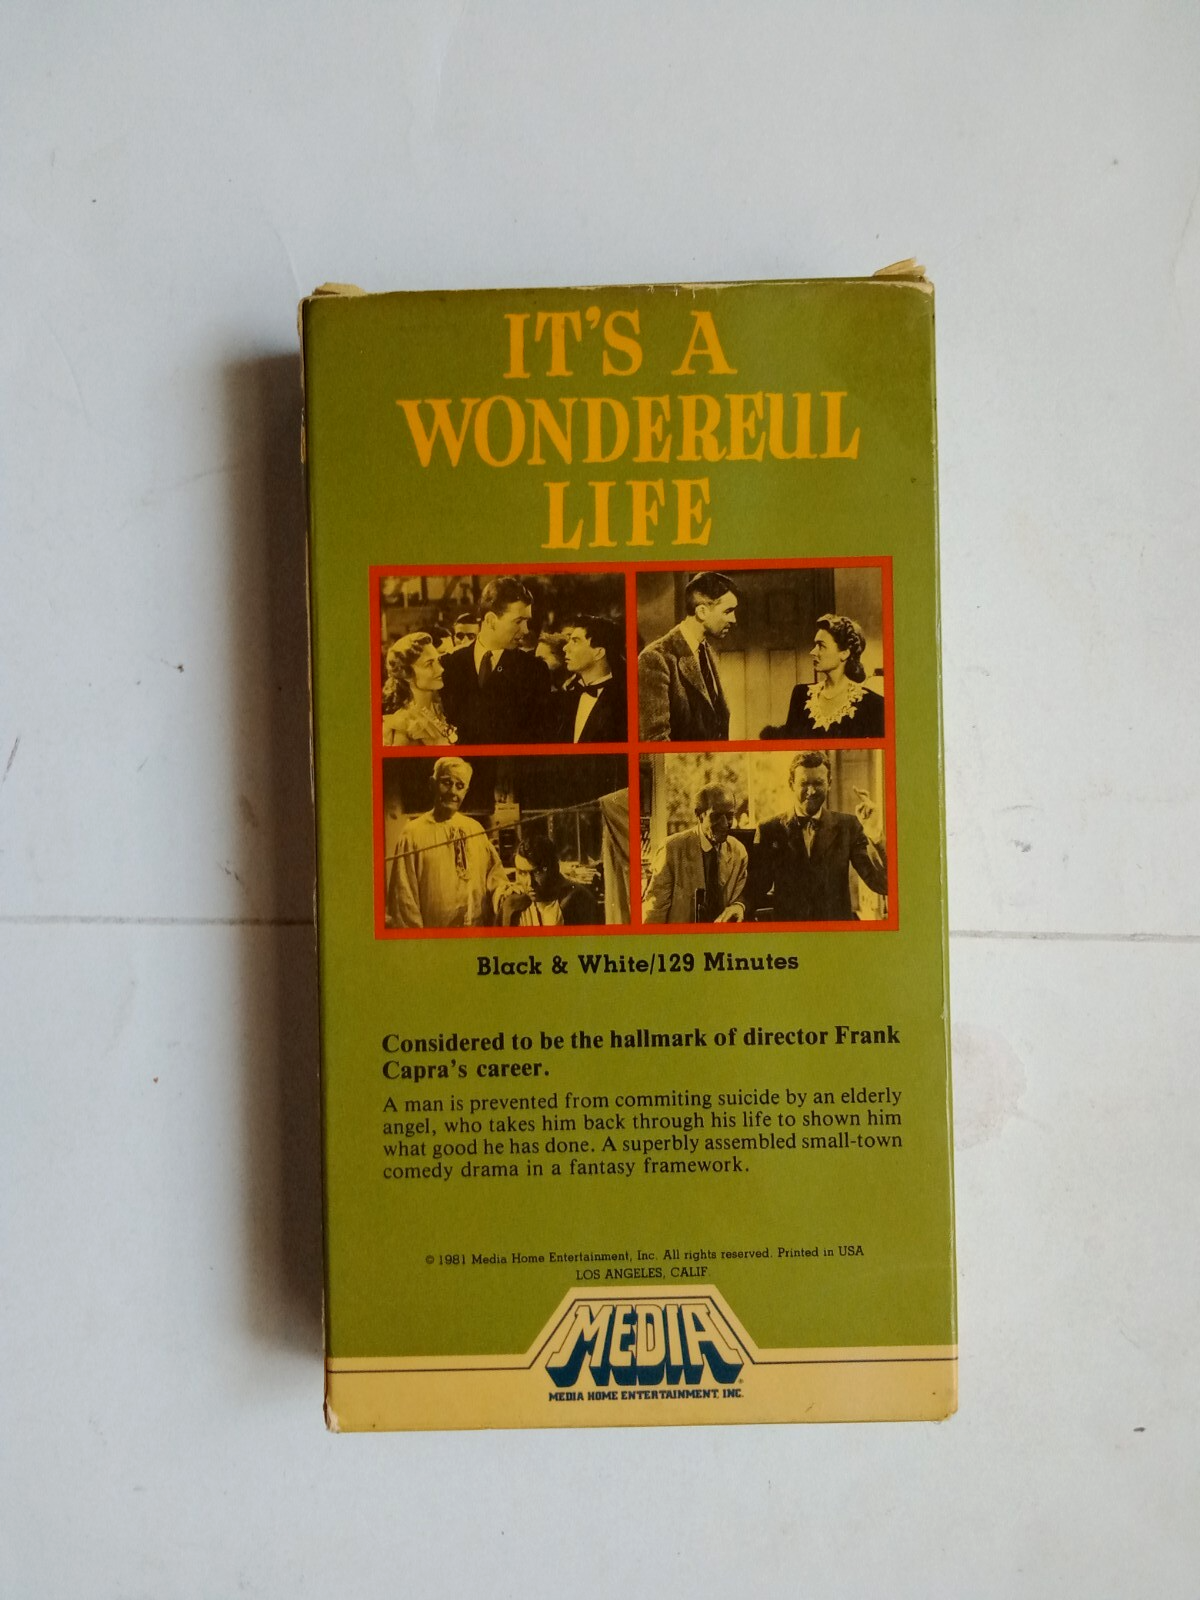 IT'S A
WONDEREUL
LIFE
Black & White/129 Minutes
Considered to be the hallmark of director Frank
Capra's career.
A man is prevented from commiting suicide by an elderly
angel, who takes him back through his life to shown him
what good he has done. A superbly assembled small-town
comedy drama in a fantasy framework.
© 1981 Media Home Entertainment, Inc. All rights reserved. Printed in USA
LOS ANGELES, CALIF.
MEDIA®
MEDIA HOME ENTERTAINMENT, INC.